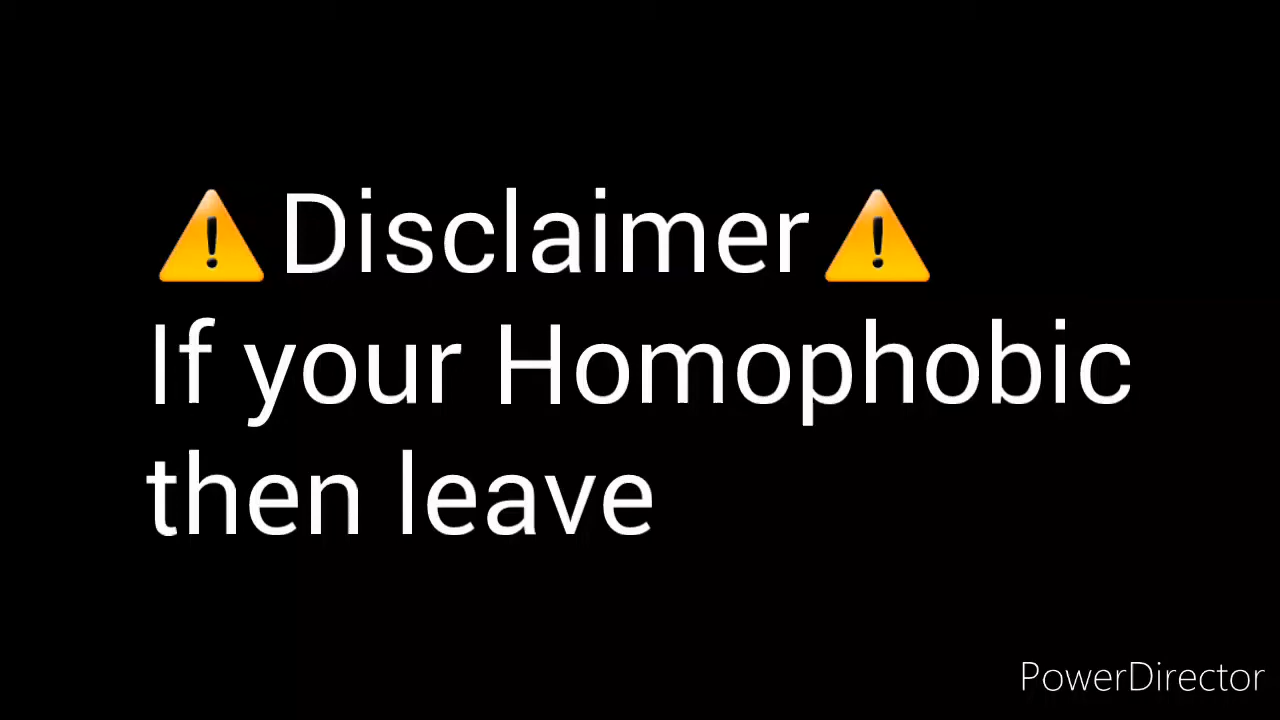 ⚠️Disclaimer⚠️
If your Homophobic
then leave
PowerDirector